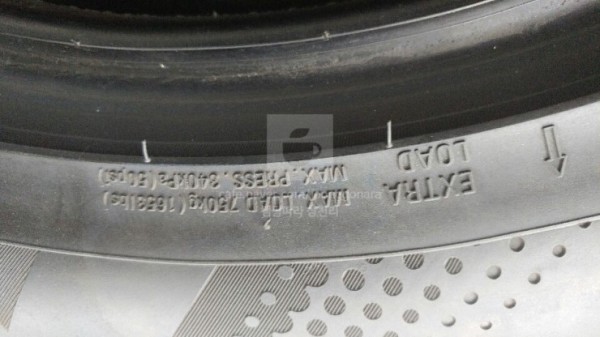 EXTRA
LOAD
MAX. LOAD 750kg (1653lbs)
MAX. PRESS. 340kPa (50psi)